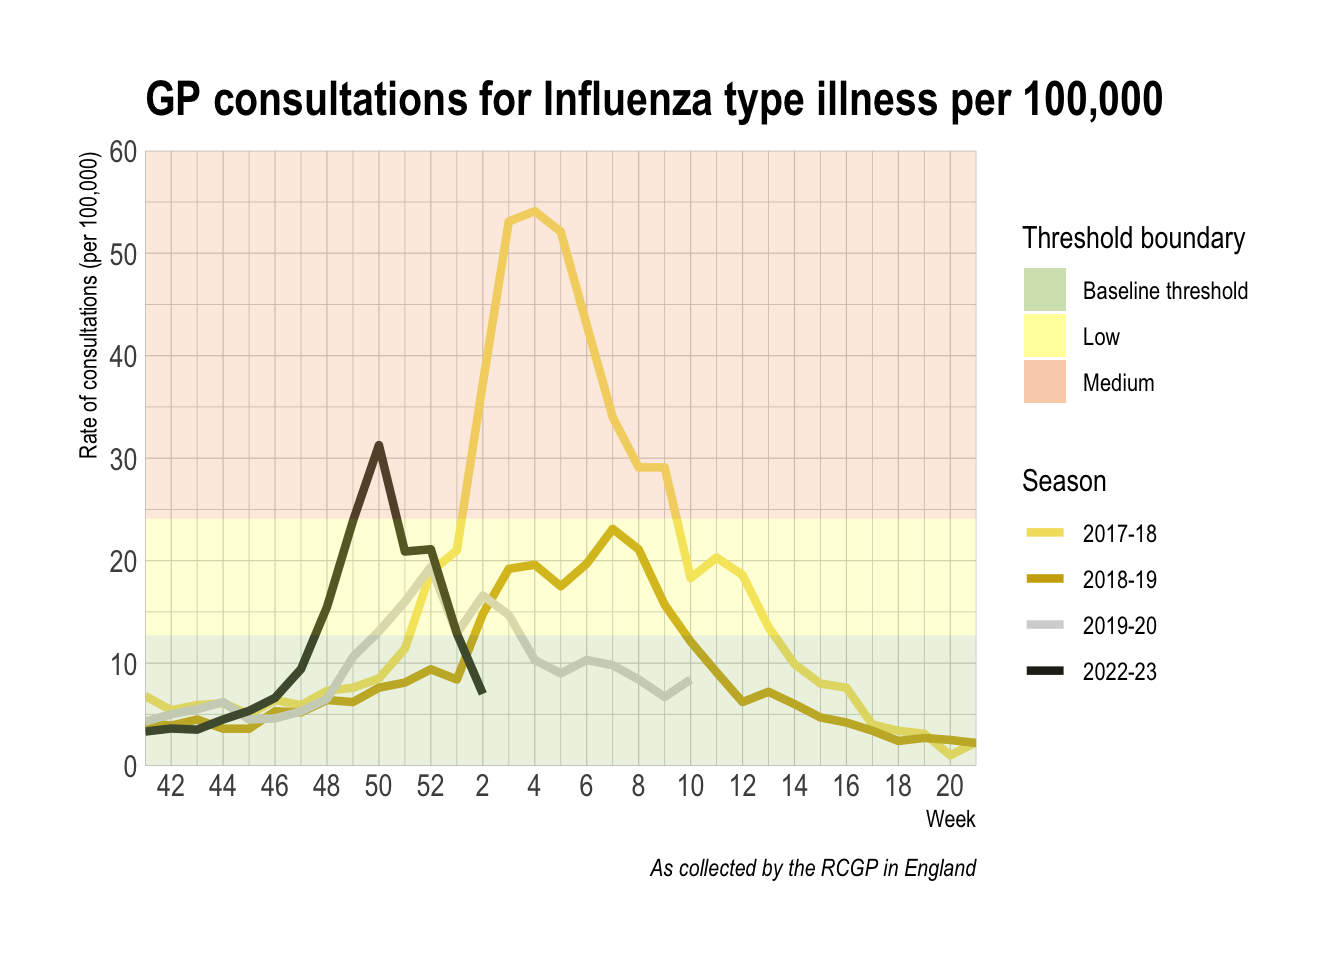 GP consultations for Influenza type illness per 100,000
Rate of consultations (per 100,000)
60
50
40
30
20
10
0
42 44 46 48 50 52 2 4 6 8 10 12 14 16 18 20
Week
Threshold boundary
Baseline threshold
Low
Medium
Season
2017-18
2018-19
2019-20
2022-23
As collected by the RCGP in England